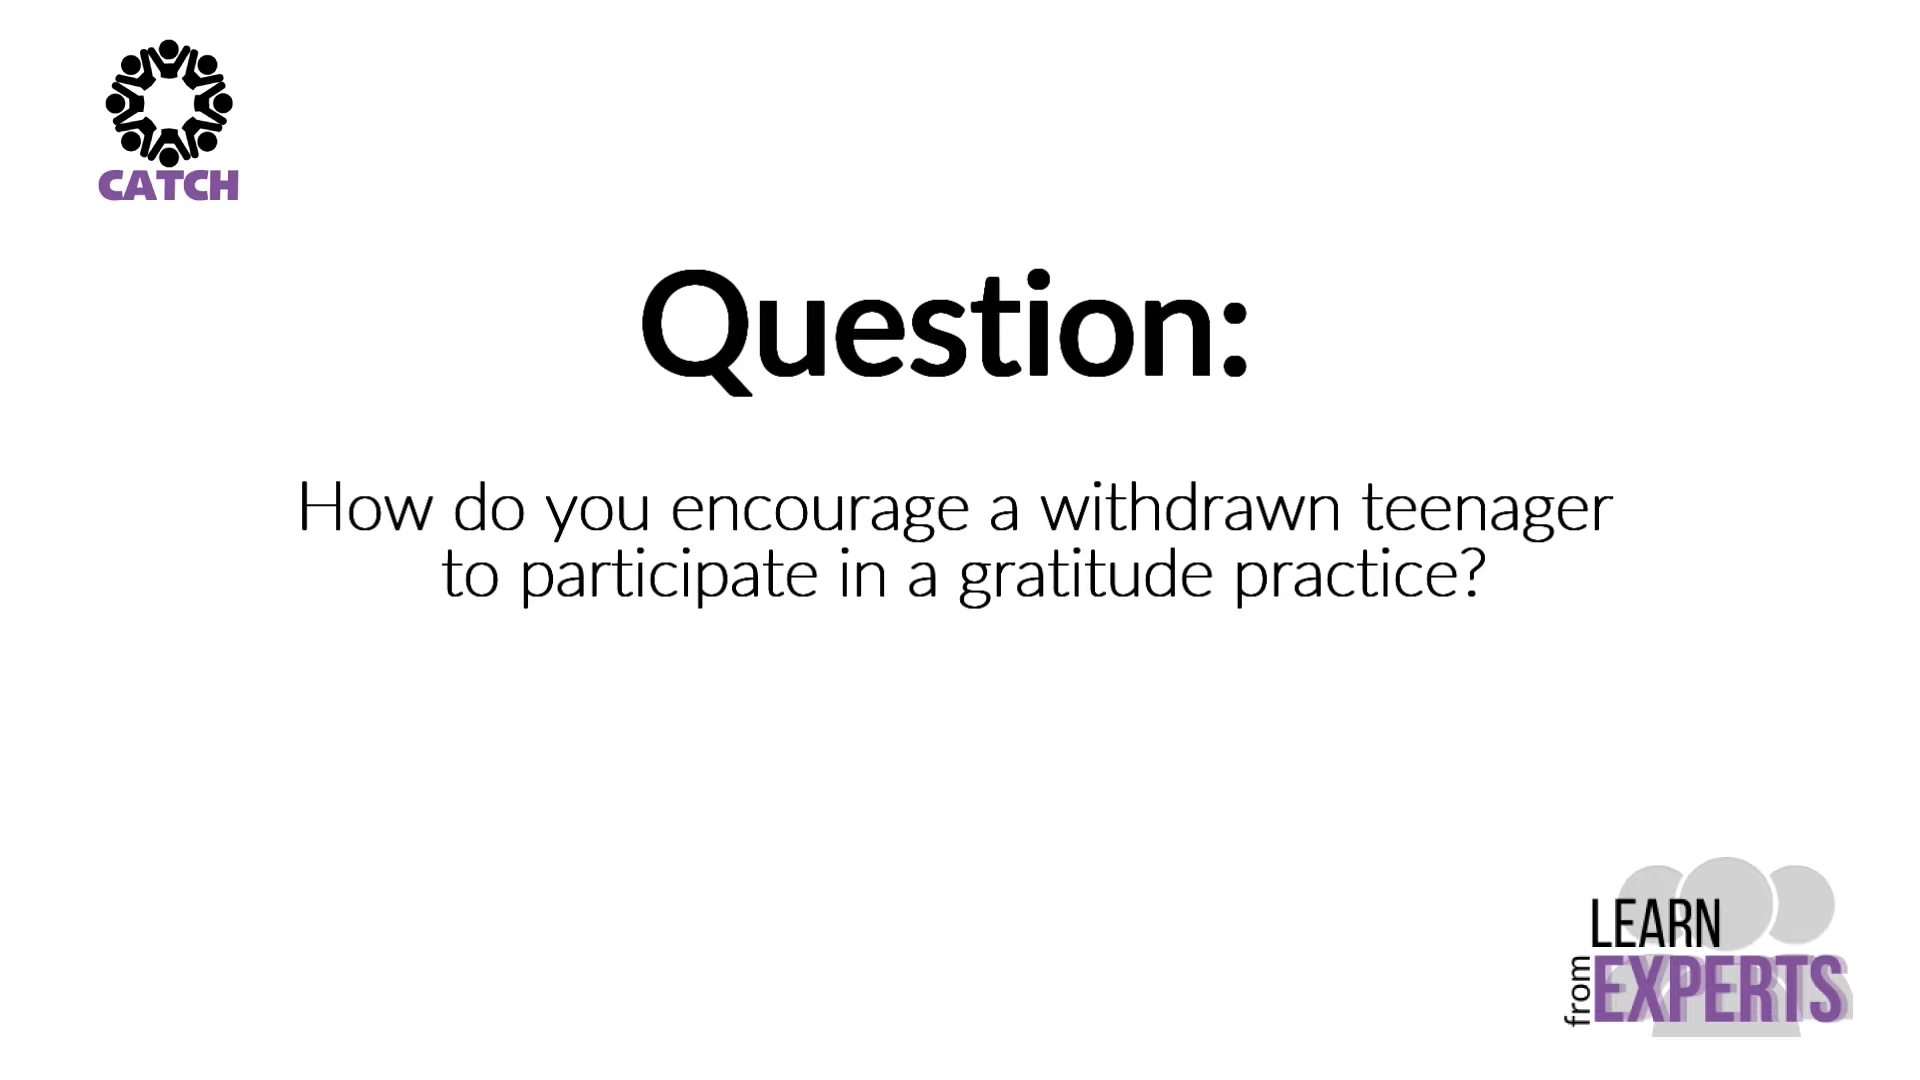 CATCH
Question:
How do you encourage a withdrawn teenager
to participate in a gratitude practice?
LEARN
from
EXPERTS